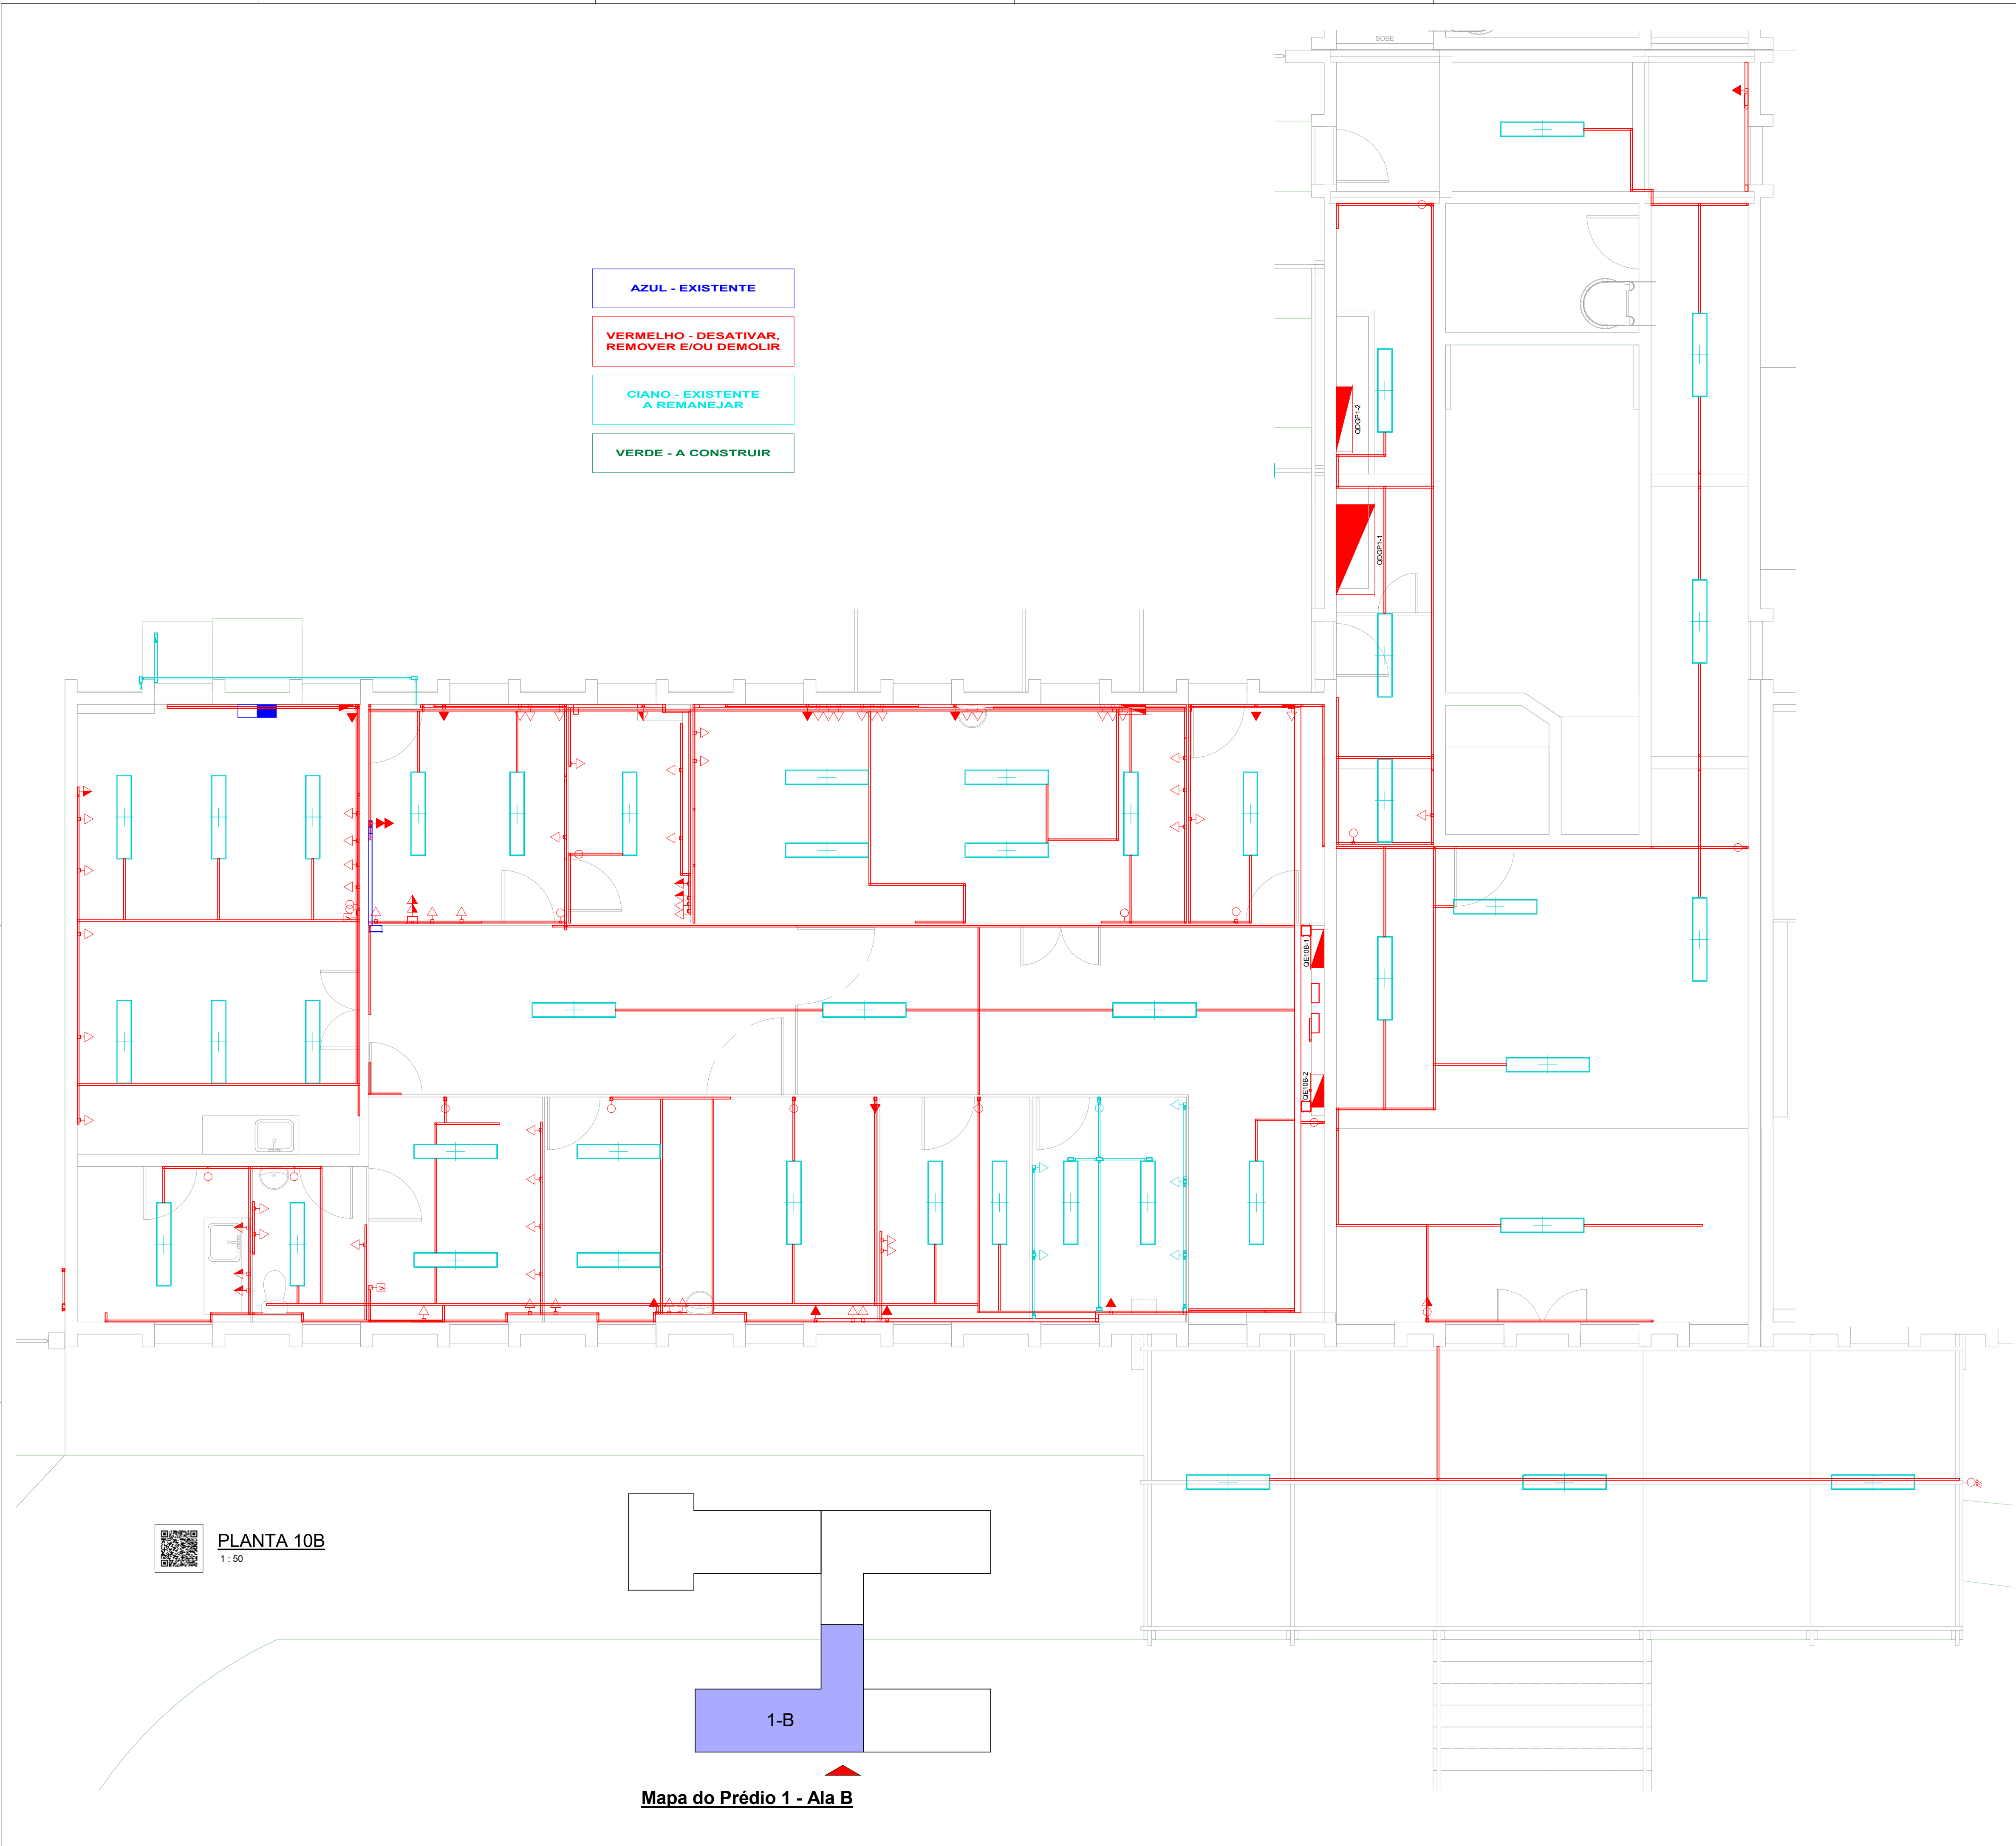 SOBE
AZUL - EXISTENTE
VERMELHO - DESATIVAR,
REMOVER E/OU DEMOLIR
CIANO - EXISTENTE
A REMANEJAR
VERDE - A CONSTRUIR
QDGP1-2
QDGP1-1
QE10B-1
QE10B-2
PLANTA 10B
1 : 50
1-B
Mapa do Prédio 1 - Ala B